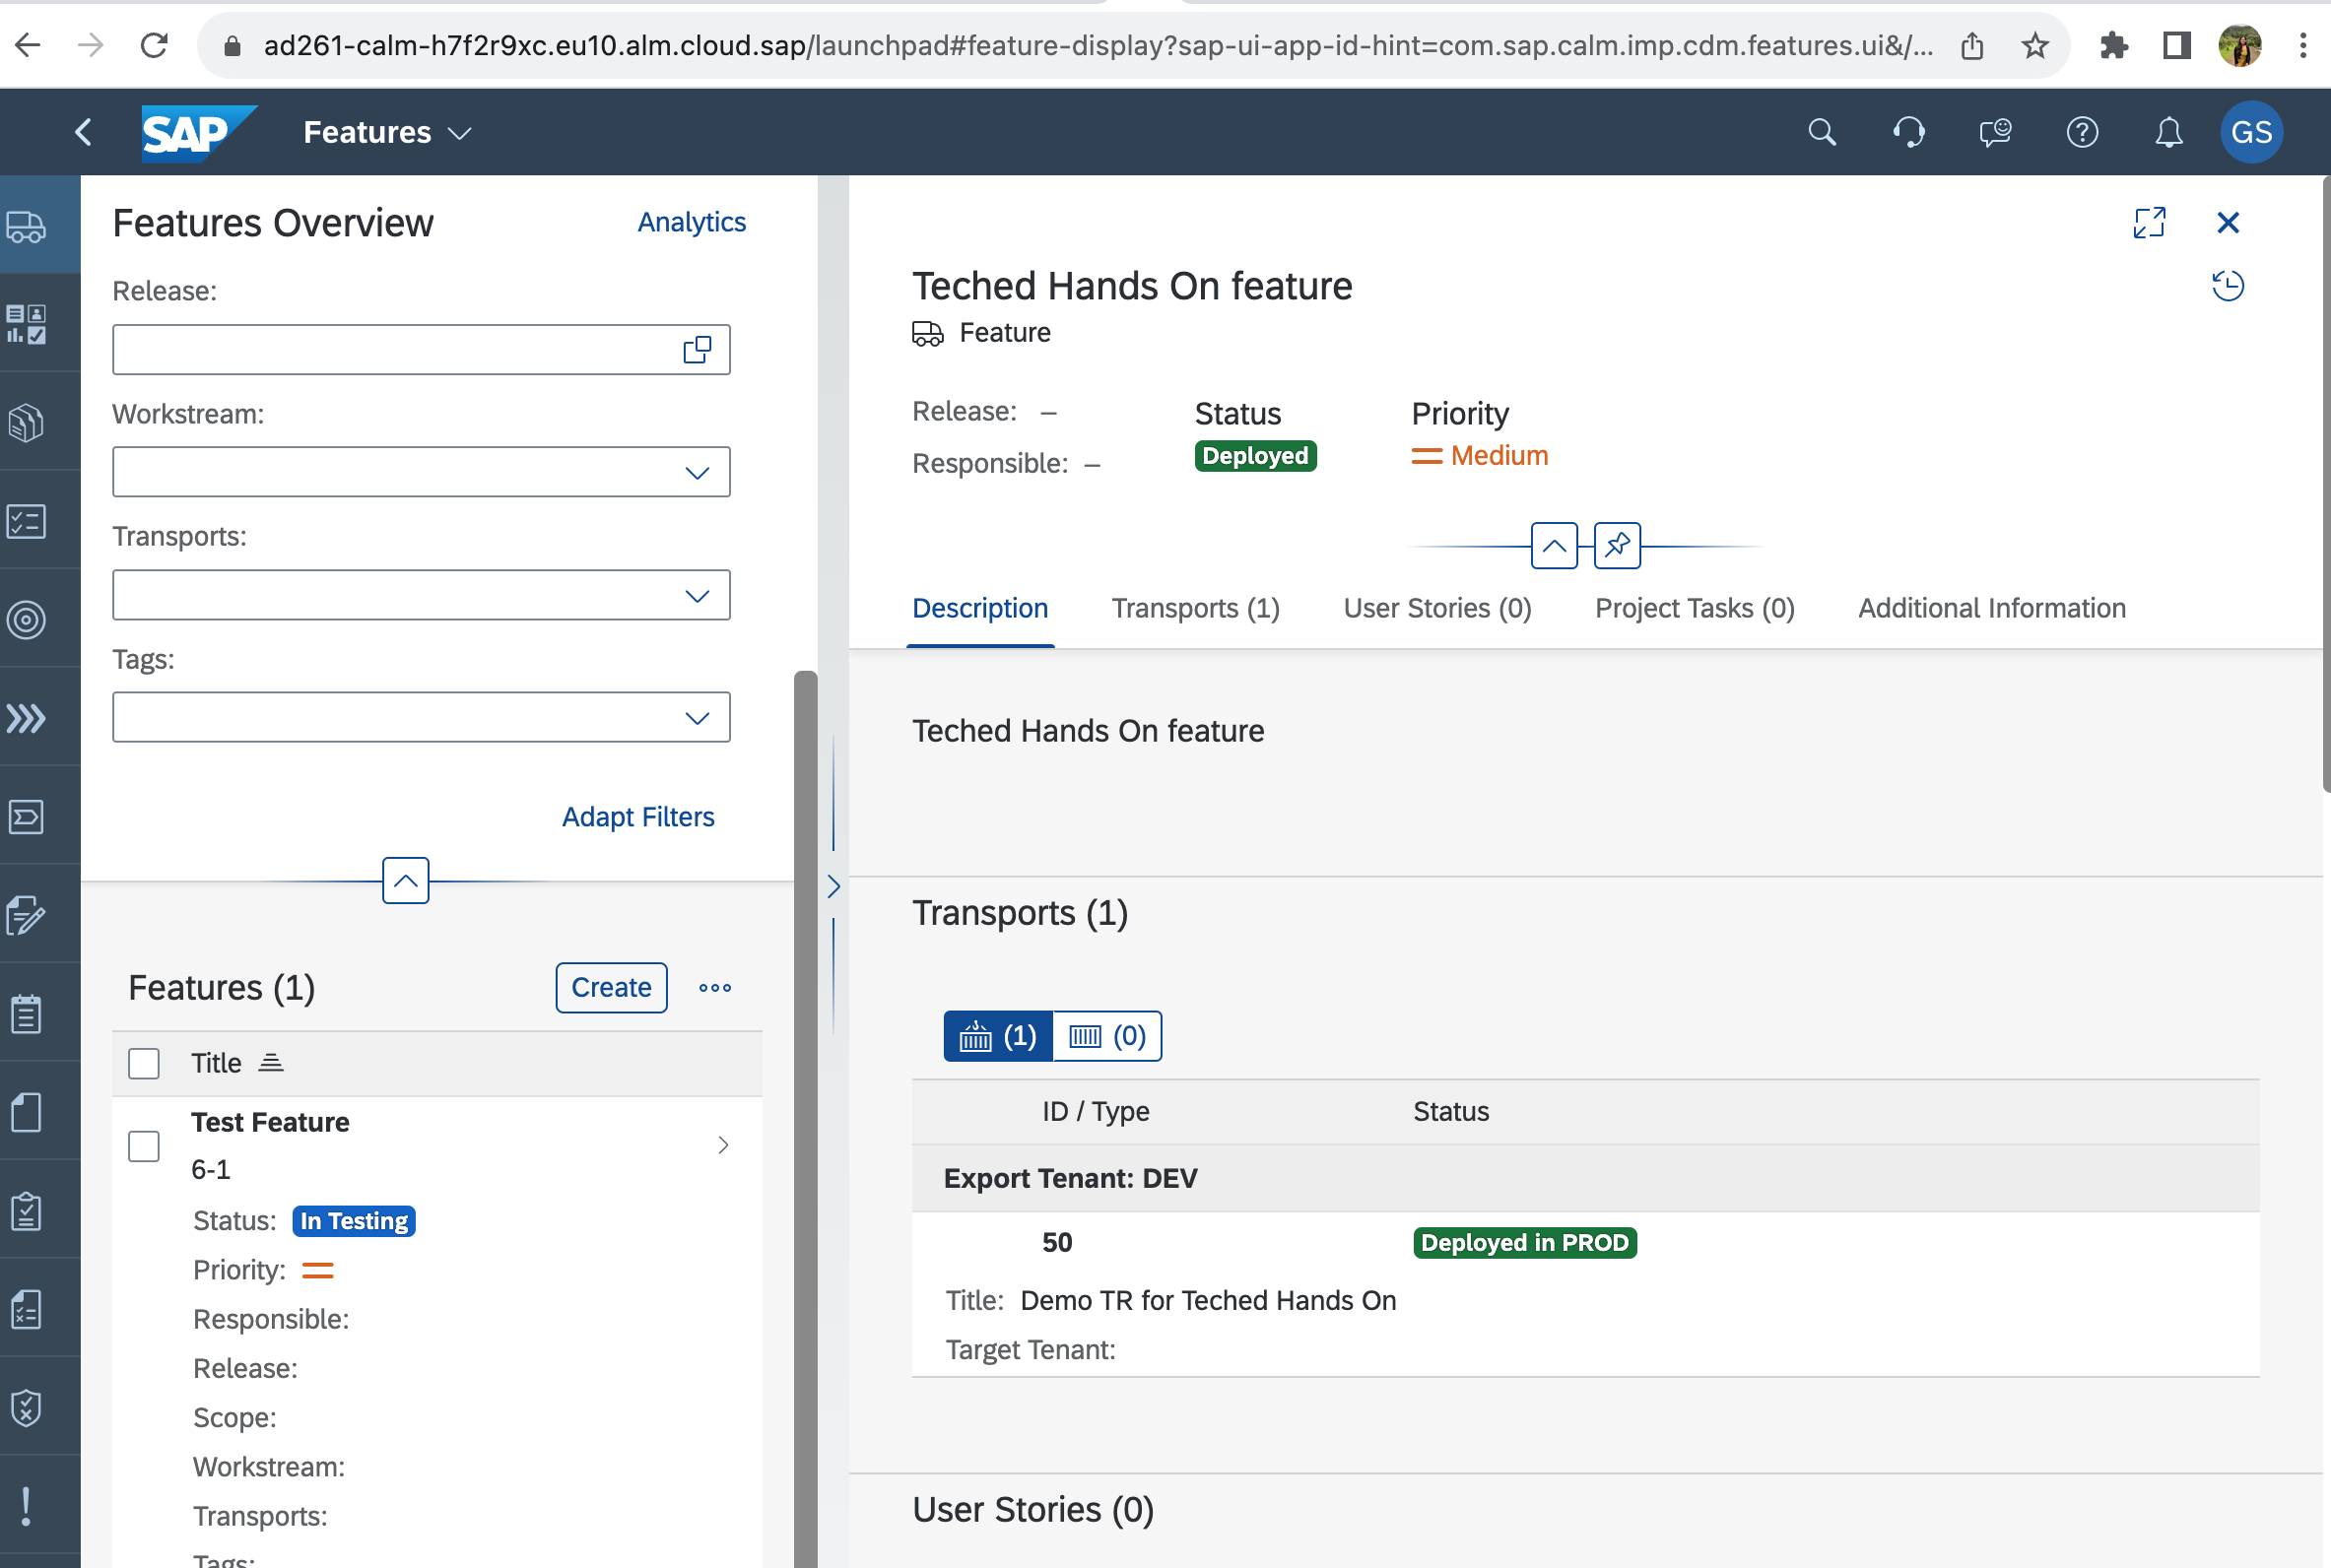 ad261-calm-h7f2r9xc.eu10.alm.cloud.sap/launchpad#feature-display?sap-ui-app-id-hint=com.sap.calm.imp.cdm.features.ui&/...
SAP
Features
GS
Features Overview
Analytics
Release:
Workstream:
Transports:
Tags:
Adapt Filters
Features (1)
Create
Title
Test Feature
6-1
Status: In Testing
Priority:
Responsible:
Release:
Scope:
Workstream:
Transports:
Tags:
Teched Hands On feature
Feature
Release: –
Responsible: –
Status
Deployed
Priority
Medium
Description
Transports (1)
User Stories (0)
Project Tasks (0)
Additional Information
Teched Hands On feature
Transports (1)
(1)
(0)
ID / Type
Status
Export Tenant: DEV
50
Deployed in PROD
Title: Demo TR for Teched Hands On
Target Tenant:
User Stories (0)